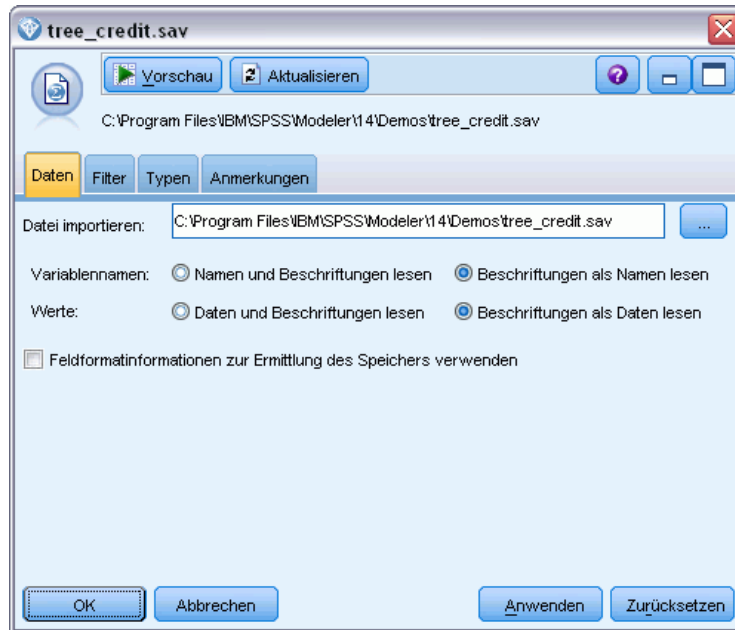 tree_credit.sav
Vorschau Aktualisieren ?
C:\Program Files\IBM\SPSS\Modeler\14\Demos\tree_credit.sav
Daten Filter Typen Anmerkungen
Datei importieren: C:\Program Files\IBM\SPSS\Modeler\14\Demos\tree_credit.sav ...
Variablennamen: Namen und Beschriftungen lesen Beschriftungen als Namen lesen
Werte: Daten und Beschriftungen lesen Beschriftungen als Daten lesen
Feldformatinformationen zur Ermittlung des Speichers verwenden
OK Abbrechen Anwenden Zurücksetzen